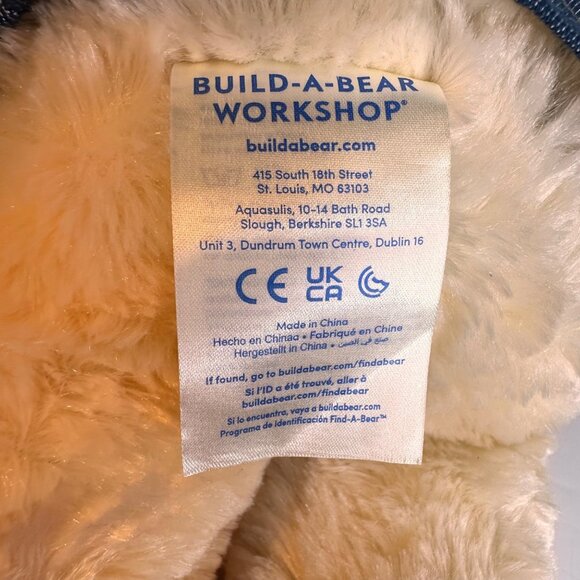 BUILD-A-BEAR
WORKSHOP®
buildabear.com
415 South 18th Street
St. Louis, MO 63103
Aquasulis, 10-14 Bath Road
Slough, Berkshire SL1 3SA
Unit 3, Dundrum Town Centre, Dublin 16
CE UK CA
Made in China
Hecho en Chinaa • Fabriqué en Chine
Hergestellt in China • صنع في الصين
If found, go to buildabear.com/findabear
Si l'ID a été trouvé, aller à
buildabear.com/findabear
Si lo encuentra, vaya a buildabear.com
Programa de Identificación Find-A-Bear™